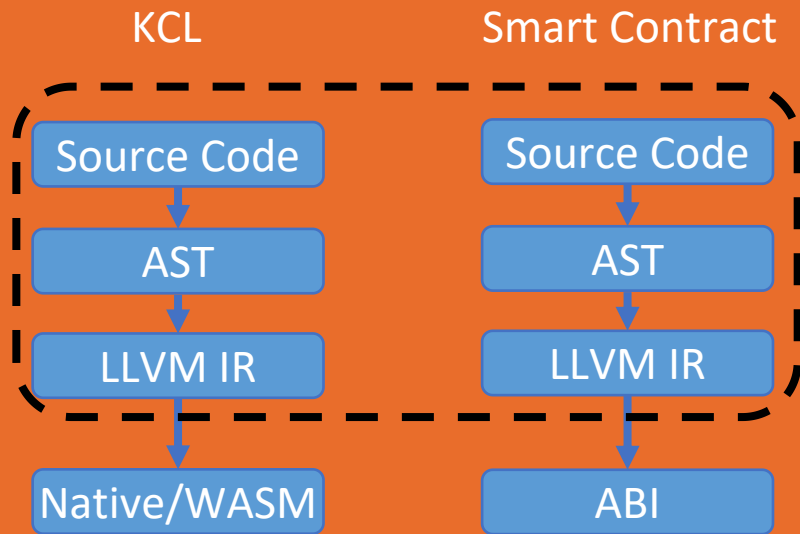 KCL
Smart Contract
Source Code
Source Code
AST
AST
LLVM IR
LLVM IR
Native/WASM
ABI